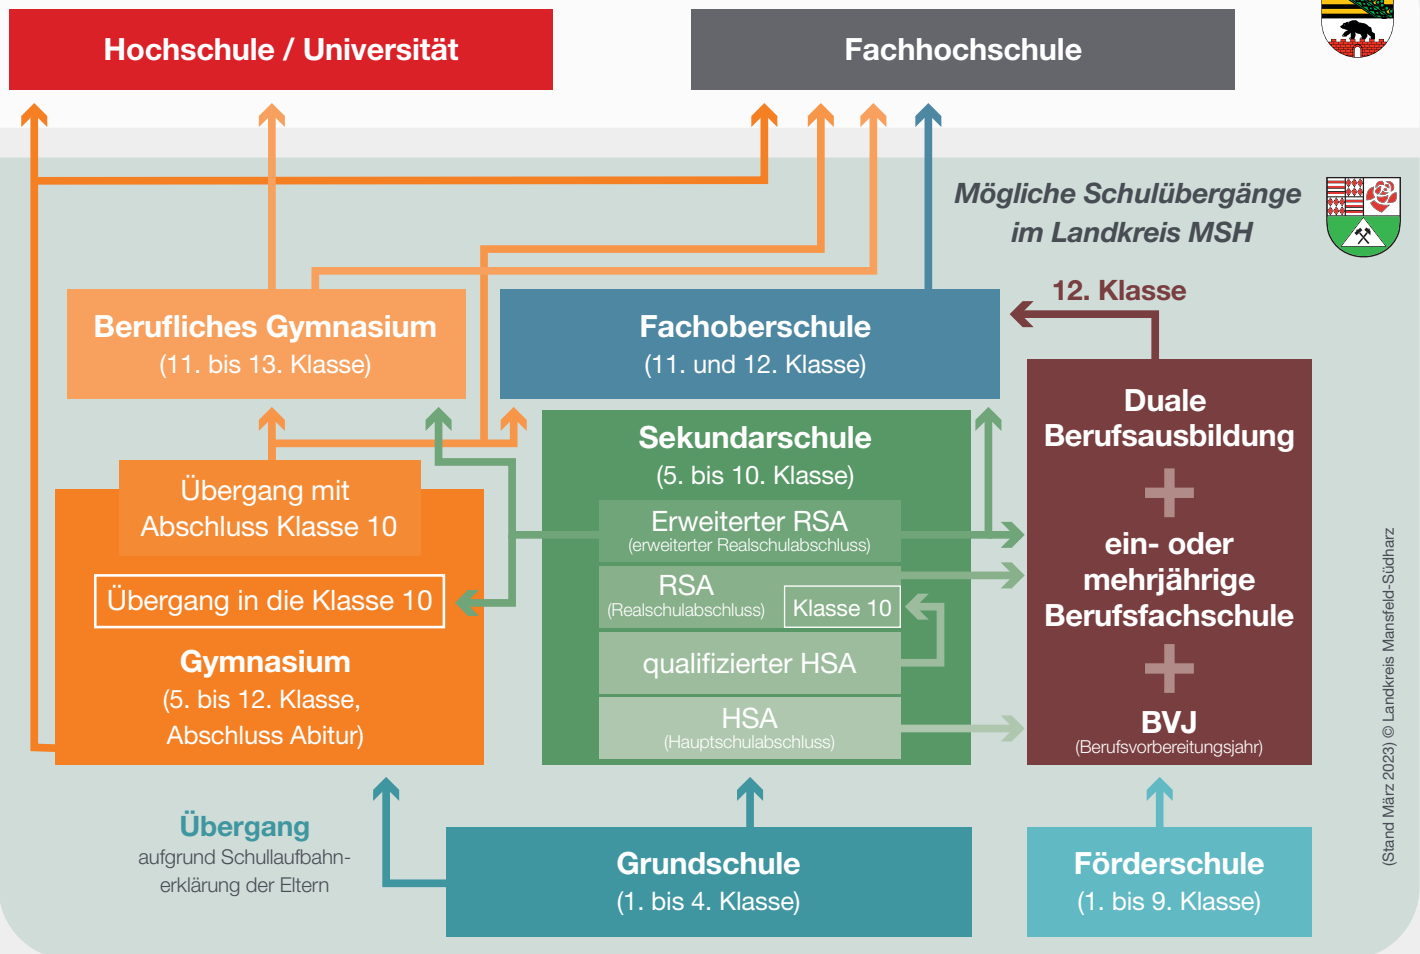 Hochschule / Universität
Fachhochschule
Mögliche Schulübergänge
im Landkreis MSH
12. Klasse
Berufliches Gymnasium
(11. bis 13. Klasse)
Fachoberschule
(11. und 12. Klasse)
Duale
Berufsausbildung
+
ein- oder
mehrjährige
Berufsfachschule
+
BVJ
(Berufsvorbereitungsjahr)
Sekundarschule
(5. bis 10. Klasse)
Erweiterter RSA
(erweiterter Realschulabschluss)
RSA
(Realschulabschluss)
Klasse 10
qualifizierter HSA
HSA
(Hauptschulabschluss)
Übergang mit
Abschluss Klasse 10
Übergang in die Klasse 10
Gymnasium
(5. bis 12. Klasse,
Abschluss Abitur)
Übergang
aufgrund Schullaufbahn-
erklärung der Eltern
Grundschule
(1. bis 4. Klasse)
Förderschule
(1. bis 9. Klasse)
(Stand März 2023) © Landkreis Mansfeld-Südharz